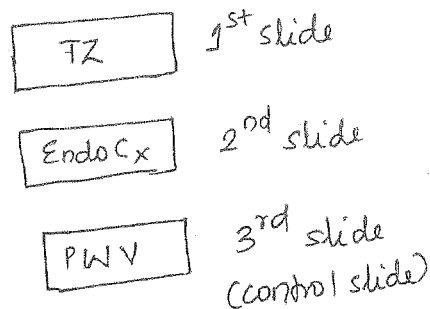 TZ 1st slide
Endo Cx 2nd slide
PWV 3rd slide
(control slide)